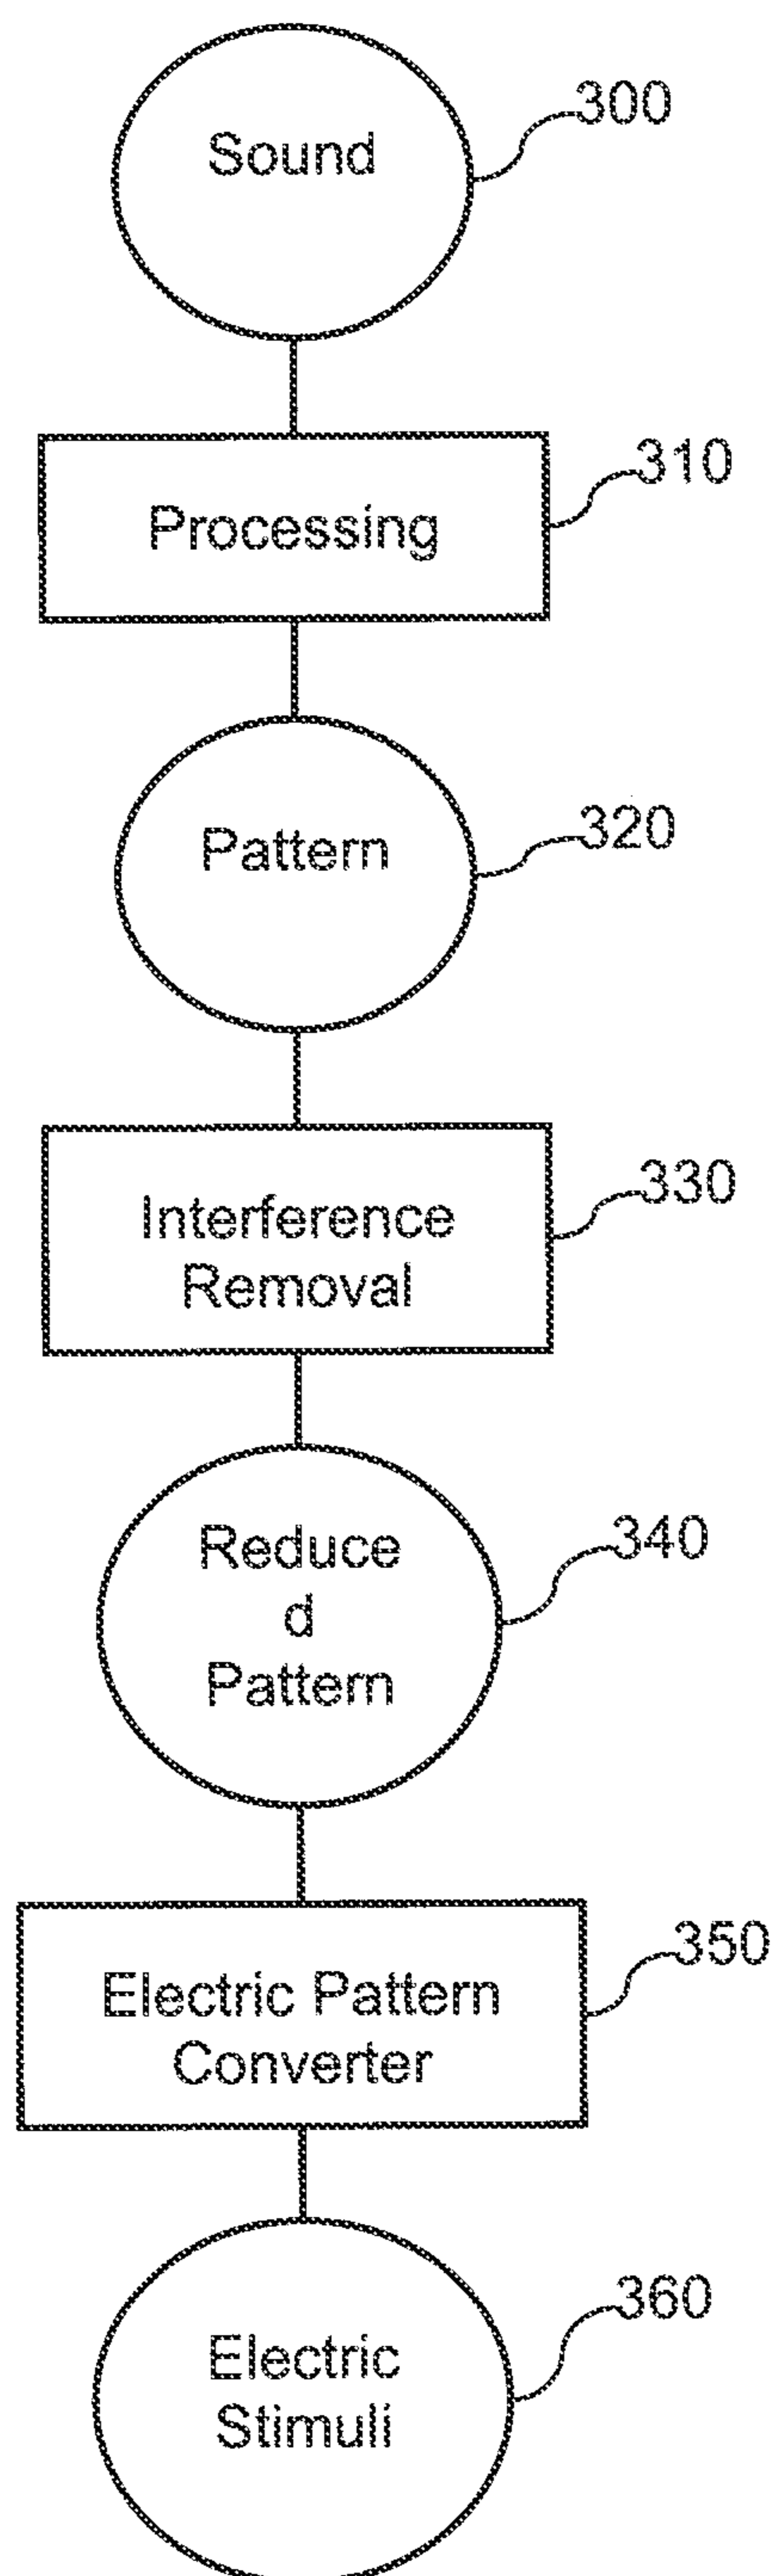 Sound
300
Processing
310
Pattern
320
Interference
Removal
330
Reduce
d
Pattern
340
Electric Pattern
Converter
350
Electric
Stimuli
360